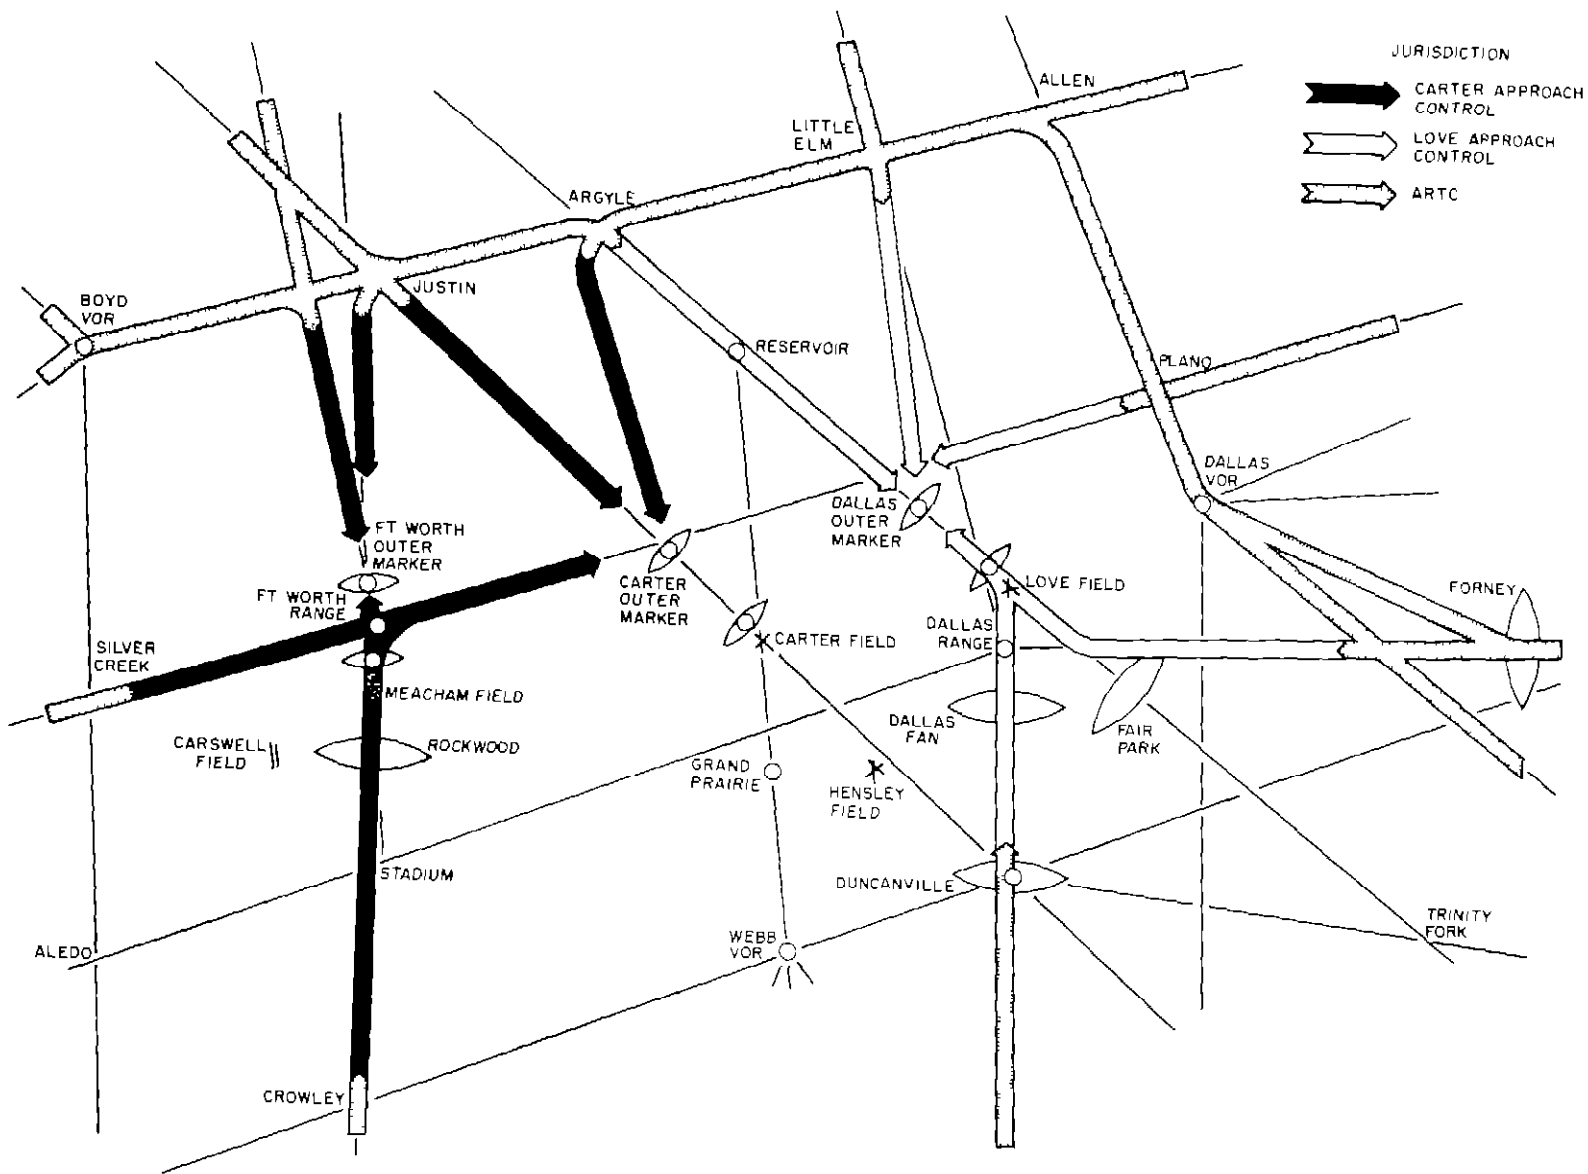 JURISDICTION
CARTER APPROACH
CONTROL
LOVE APPROACH
CONTROL
ARTC
ALLEN
LITTLE
ELM
ARGYLE
JUSTIN
BOYD
VOR
RESERVOIR
PLANO
DALLAS
VOR
DALLAS
OUTER
MARKER
FT WORTH
OUTER
MARKER
FT WORTH
RANGE
CARTER
OUTER
MARKER
LOVE FIELD
FORNEY
SILVER
CREEK
CARTER FIELD
DALLAS
RANGE
MEACHAM FIELD
CARSWELL
FIELD
ROCKWOOD
DALLAS
FAN
FAIR
PARK
GRAND
PRAIRIE
HENSLEY
FIELD
STADIUM
DUNCANVILLE
TRINITY
FORK
ALEDO
WEBB
VOR
CROWLEY